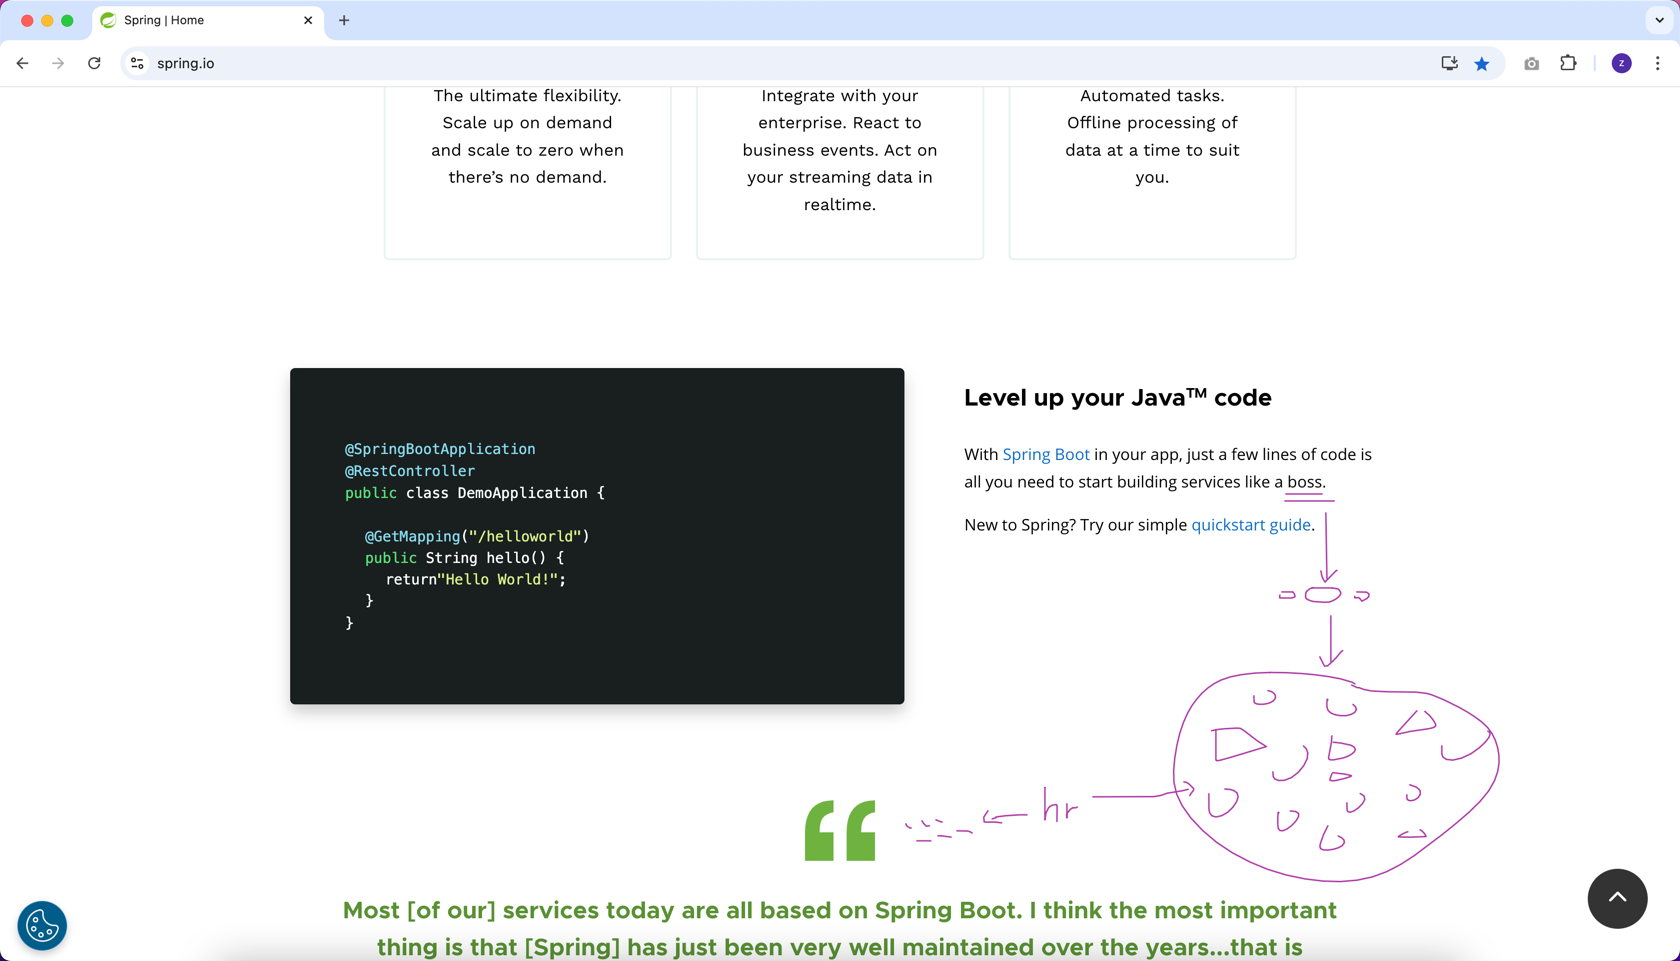 Spring | Home
spring.io
z
The ultimate flexibility.
Scale up on demand
and scale to zero when
there’s no demand.
Integrate with your
enterprise. React to
business events. Act on
your streaming data in
realtime.
Automated tasks.
Offline processing of
data at a time to suit
you.
@SpringBootApplication
@RestController
public class DemoApplication {
@GetMapping("/helloworld")
public String hello() {
return"Hello World!";
}
}
Level up your Java™ code
With Spring Boot in your app, just a few lines of code is
all you need to start building services like a boss.
New to Spring? Try our simple quickstart guide.
hr
Most [of our] services today are all based on Spring Boot. I think the most important
thing is that [Spring] has just been very well maintained over the years...that is